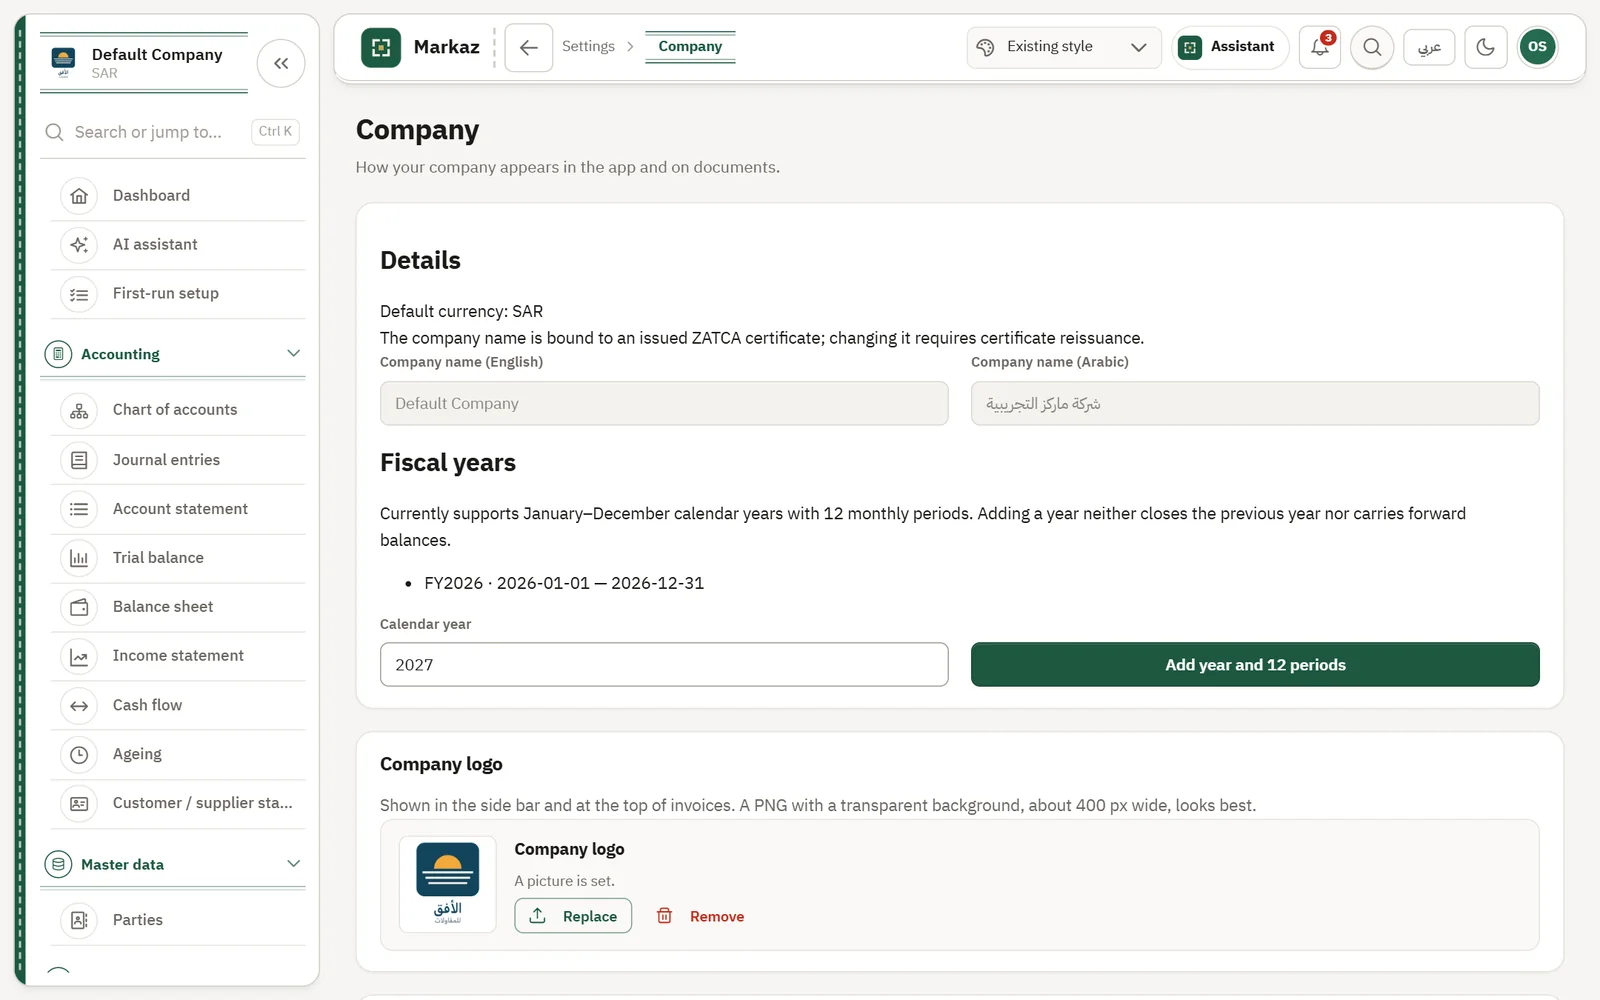 Default Company
SAR
Search or jump to...
Ctrl K
Dashboard
AI assistant
First-run setup
Accounting
Chart of accounts
Journal entries
Account statement
Trial balance
Balance sheet
Income statement
Cash flow
Ageing
Customer / supplier sta...
Master data
Parties
Markaz
Settings
Company
Existing style
Assistant
3
عربي
OS
Company
How your company appears in the app and on documents.
Details
Default currency: SAR
The company name is bound to an issued ZATCA certificate; changing it requires certificate reissuance.
Company name (English)
Company name (Arabic)
Default Company
شركة ماركز التجريبية
Fiscal years
Currently supports January–December calendar years with 12 monthly periods. Adding a year neither closes the previous year nor carries forward
balances.
• FY2026 · 2026-01-01 — 2026-12-31
Calendar year
2027
Add year and 12 periods
Company logo
Shown in the side bar and at the top of invoices. A PNG with a transparent background, about 400 px wide, looks best.
الأفق
للمقاولات
Company logo
A picture is set.
Replace
Remove